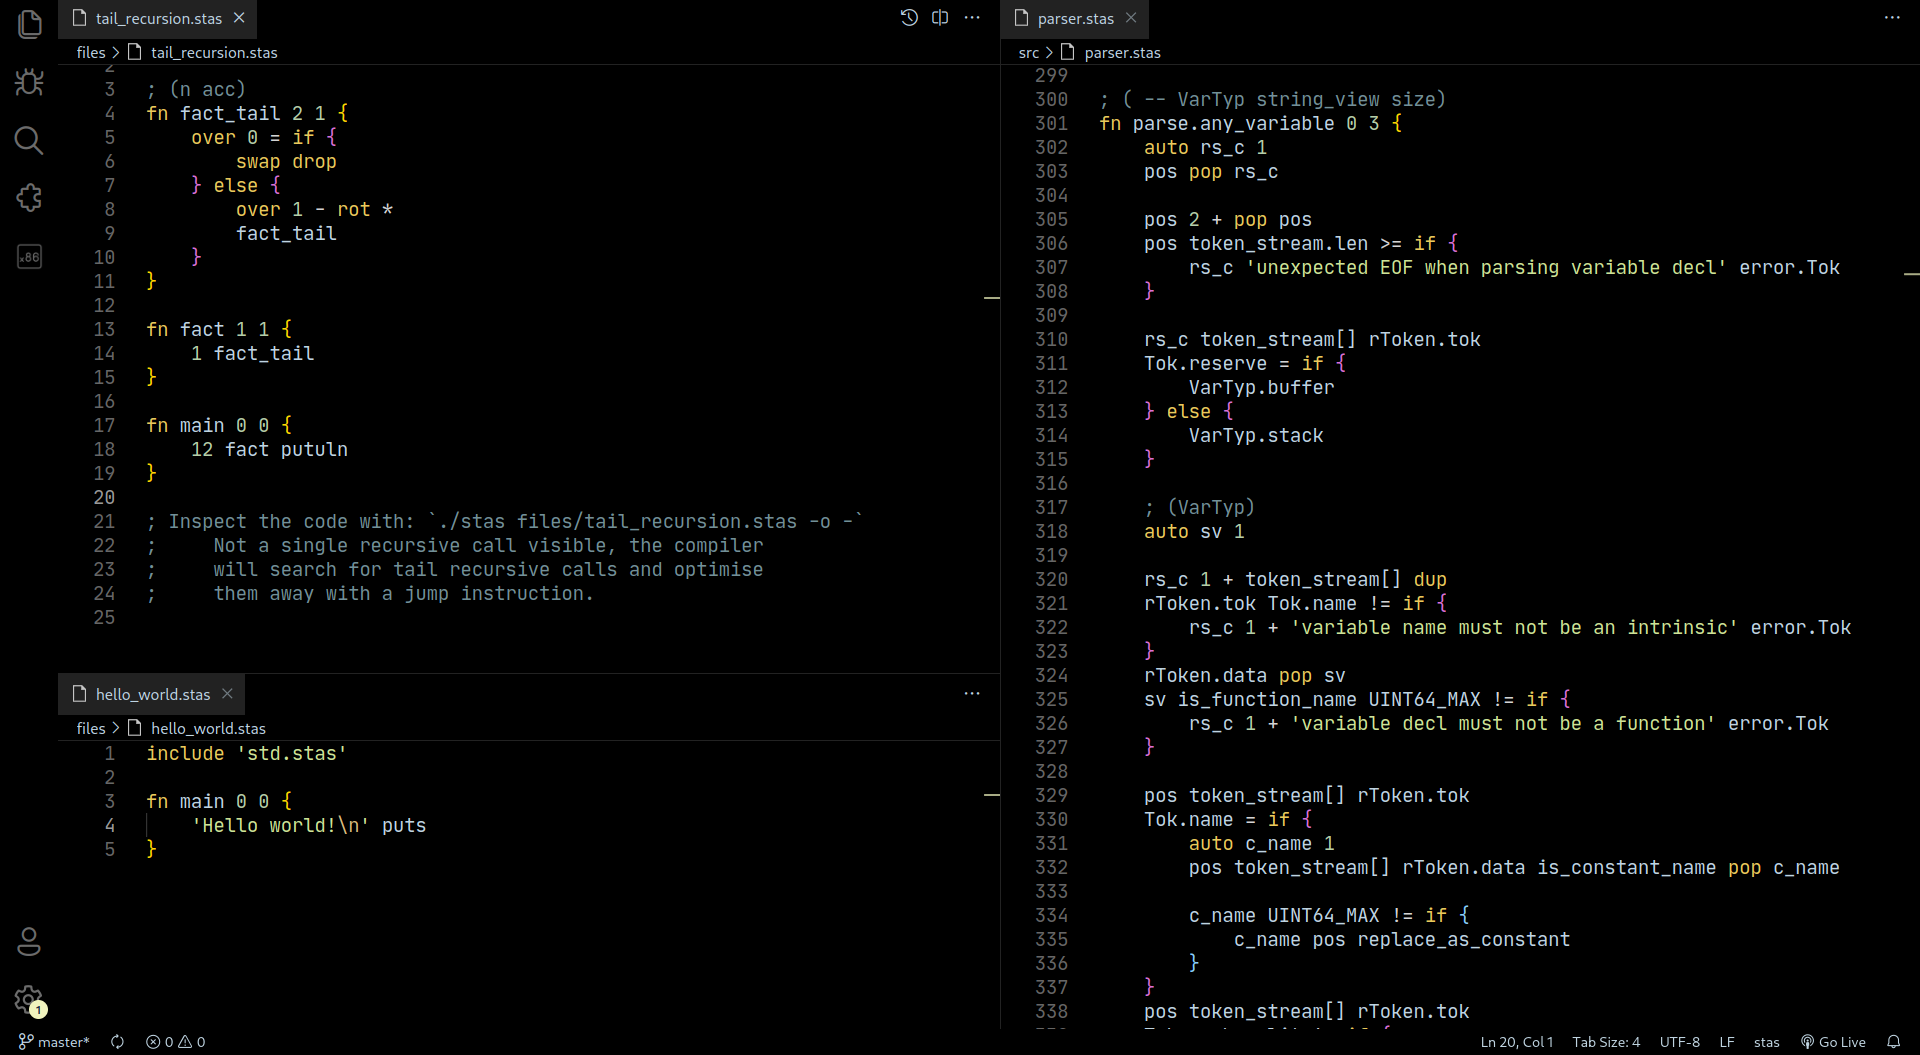 tail_recursion.stas
files > tail_recursion.stas
2
3 ; (n acc)
4 fn fact_tail 2 1 {
5 over 0 = if {
6 swap drop
7 } else {
8 over 1 - rot *
9 fact_tail
10 }
11 }
12
13 fn fact 1 1 {
14 1 fact_tail
15 }
16
17 fn main 0 0 {
18 12 fact putuln
19 }
20
21 ; Inspect the code with: `./stas files/tail_recursion.stas -o -`
22 ; Not a single recursive call visible, the compiler
23 ; will search for tail recursive calls and optimise
24 ; them away with a jump instruction.
25
hello_world.stas
files > hello_world.stas
1 include 'std.stas'
2
3 fn main 0 0 {
4 'Hello world!\n' puts
5 }
parser.stas
src > parser.stas
299
300 ; ( -- VarTyp string_view size)
301 fn parse.any_variable 0 3 {
302 auto rs_c 1
303 pos pop rs_c
304
305 pos 2 + pop pos
306 pos token_stream.len >= if {
307 rs_c 'unexpected EOF when parsing variable decl' error.Tok
308 }
309
310 rs_c token_stream[] rToken.tok
311 Tok.reserve = if {
312 VarTyp.buffer
313 } else {
314 VarTyp.stack
315 }
316
317 ; (VarTyp)
318 auto sv 1
319
320 rs_c 1 + token_stream[] dup
321 rToken.tok Tok.name != if {
322 rs_c 1 + 'variable name must not be an intrinsic' error.Tok
323 }
324 rToken.data pop sv
325 sv is_function_name UINT64_MAX != if {
326 rs_c 1 + 'variable decl must not be a function' error.Tok
327 }
328
329 pos token_stream[] rToken.tok
330 Tok.name = if {
331 auto c_name 1
332 pos token_stream[] rToken.data is_constant_name pop c_name
333
334 c_name UINT64_MAX != if {
335 c_name pos replace_as_constant
336 }
337 }
338 pos token_stream[] rToken.tok
x86
1
master* 0 0 Ln 20, Col 1 Tab Size: 4 UTF-8 LF stas Go Live